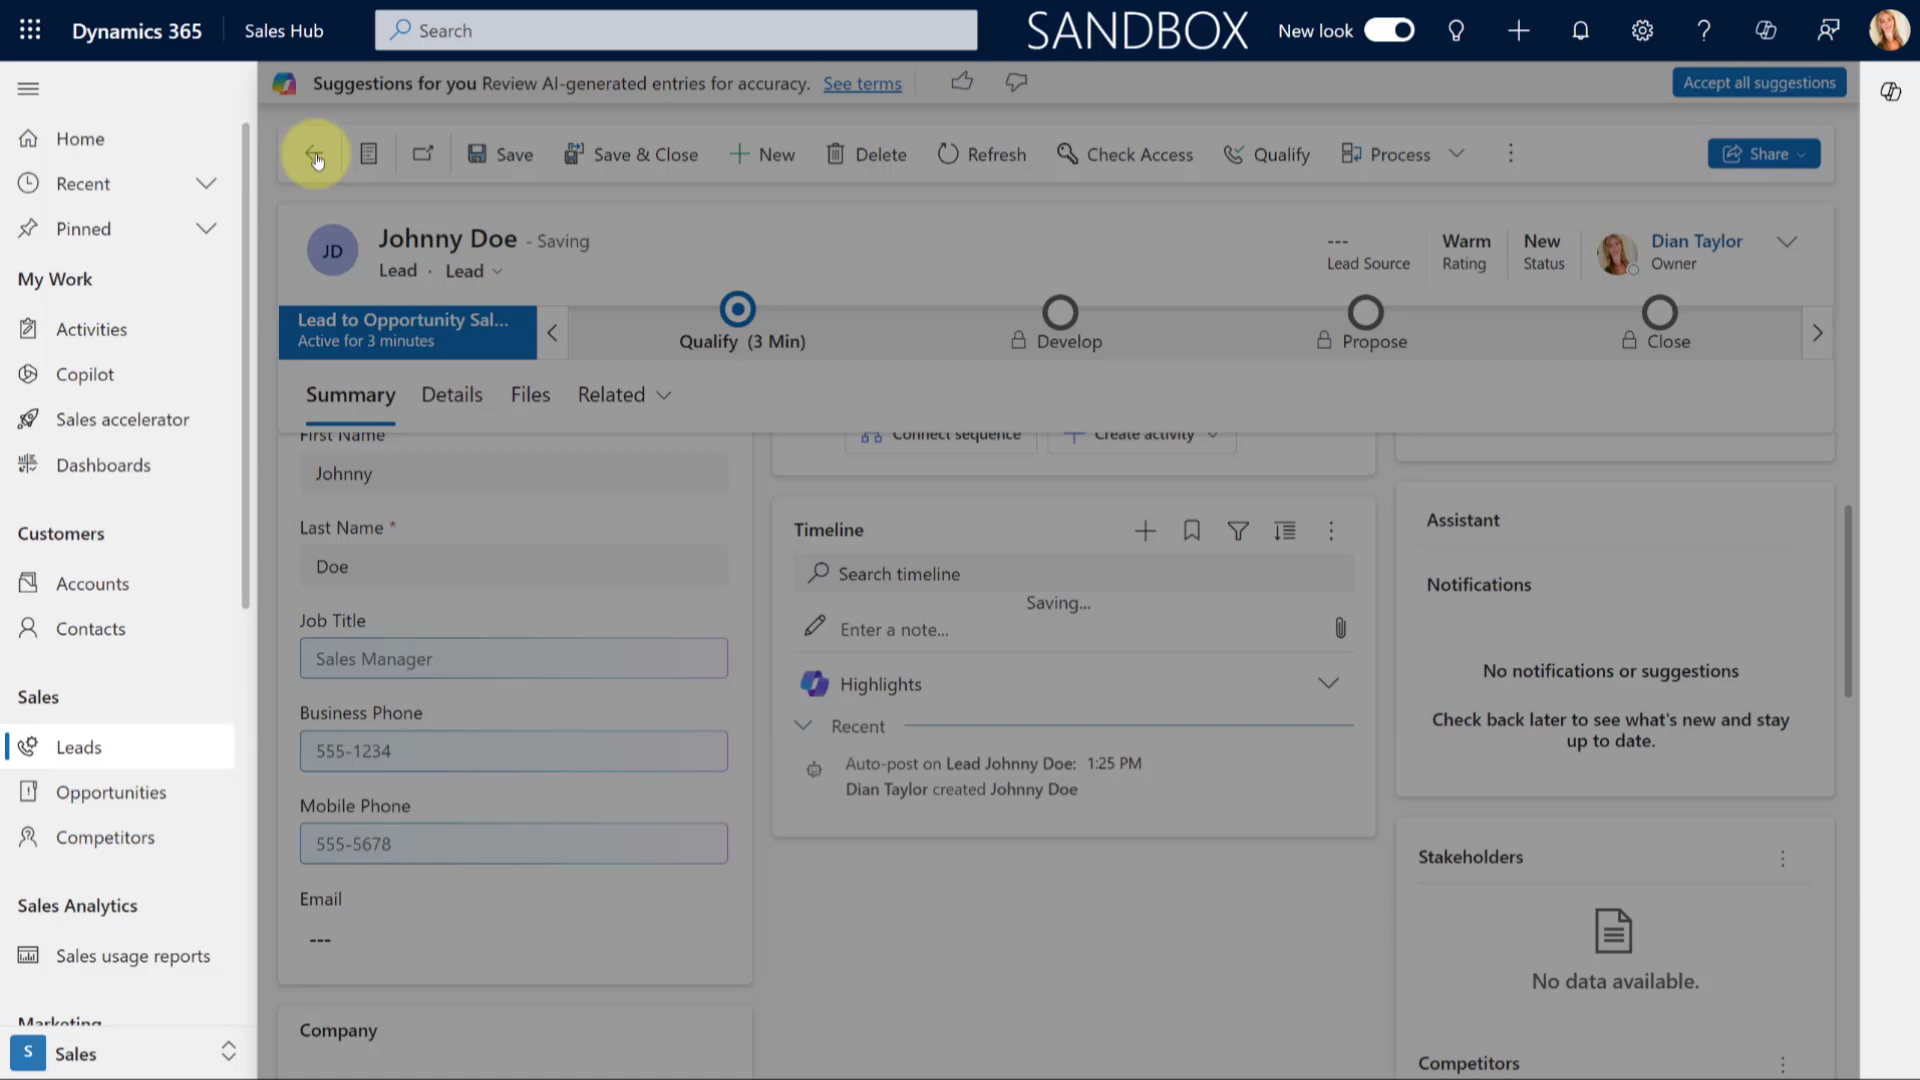 Dynamics 365
Sales Hub
Search
SANDBOX
New look
Suggestions for you Review AI-generated entries for accuracy. See terms
Accept all suggestions
Home
Recent
Pinned
My Work
Activities
Copilot
Sales accelerator
Dashboards
Customers
Accounts
Contacts
Sales
Leads
Opportunities
Competitors
Sales Analytics
Sales usage reports
Marketing
S
Sales
Save
Save & Close
New
Delete
Refresh
Check Access
Qualify
Process
Share
JD
Johnny Doe - Saving
Lead · Lead
---
Lead Source
Warm
Rating
New
Status
Dian Taylor
Owner
Lead to Opportunity Sal...
Active for 3 minutes
Qualify (3 Min)
Develop
Propose
Close
Summary
Details
Files
Related
First Name
Johnny
Last Name *
Doe
Job Title
Sales Manager
Business Phone
555-1234
Mobile Phone
555-5678
Email
---
Company
Connect sequence
Create activity
Timeline
Search timeline
Saving...
Enter a note...
Highlights
Recent
Auto-post on Lead Johnny Doe: 1:25 PM
Dian Taylor created Johnny Doe
Assistant
Notifications
No notifications or suggestions
Check back later to see what's new and stay
up to date.
Stakeholders
No data available.
Competitors